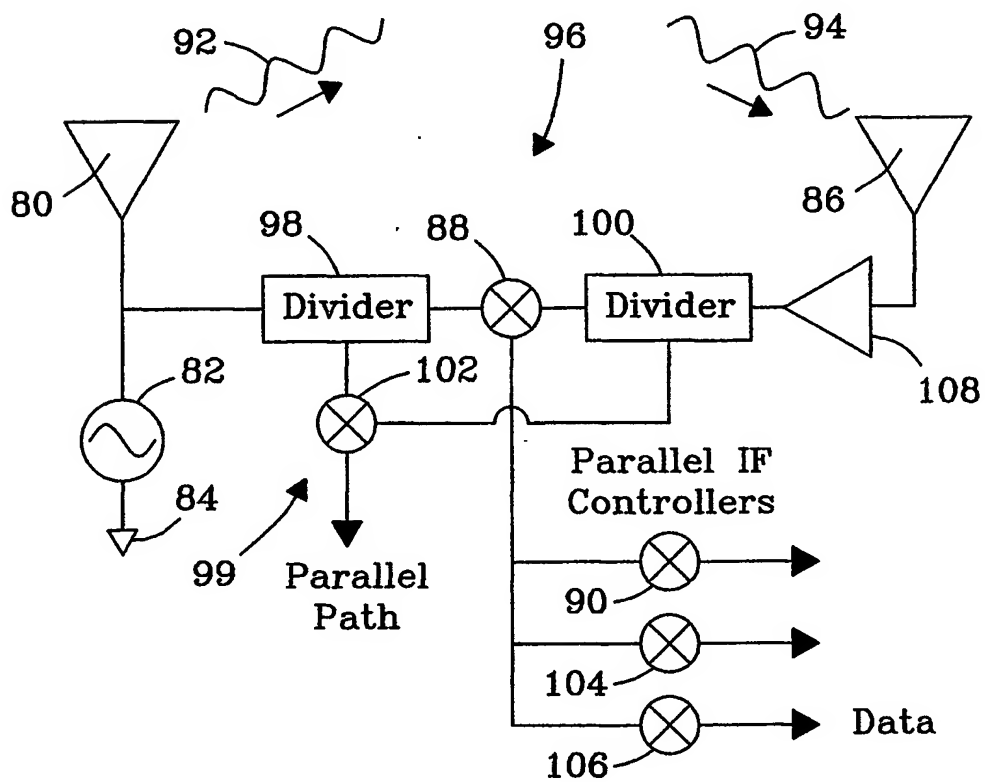 92
96
94
80
86
98
88
100
Divider
Divider
82
102
108
84
Parallel IF
Controllers
99
Parallel
Path
90
104
Data
106